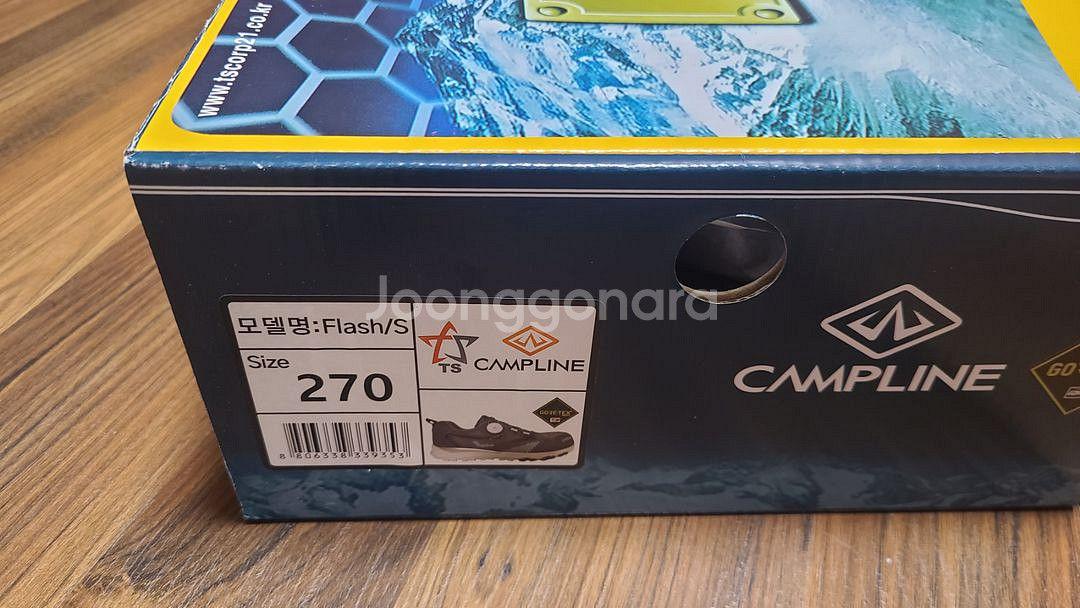 www.tscorp21.co.kr
Joonggonara
모델명:Flash/S
Size
270
8 806338 339353
TS
CAMPLINE
GORE-TEX
CAMPLINE
GO